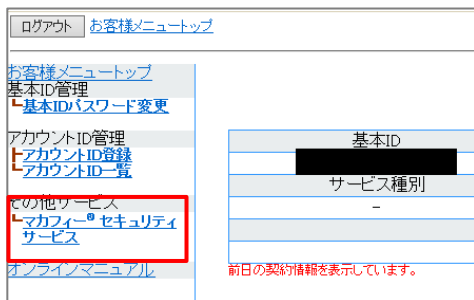 ログアウト お客様メニュートップ
お客様メニュートップ
基本ID管理
基本IDパスワード変更
アカウントID管理
アカウントID登録
アカウントID一覧
その他サービス
マカフィー® セキュリティ
サービス
オンラインマニュアル
基本ID
サービス種別
-
前日の契約情報を表示しています。